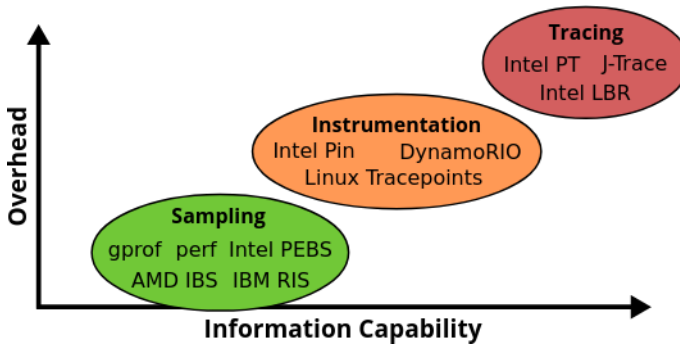 Tracing
Intel PT J-Trace
Intel LBR
Instrumentation
Intel Pin DynamoRIO
Linux Tracepoints
Sampling
gprof perf Intel PEBS
AMD IBS IBM RIS
Overhead
Information Capability